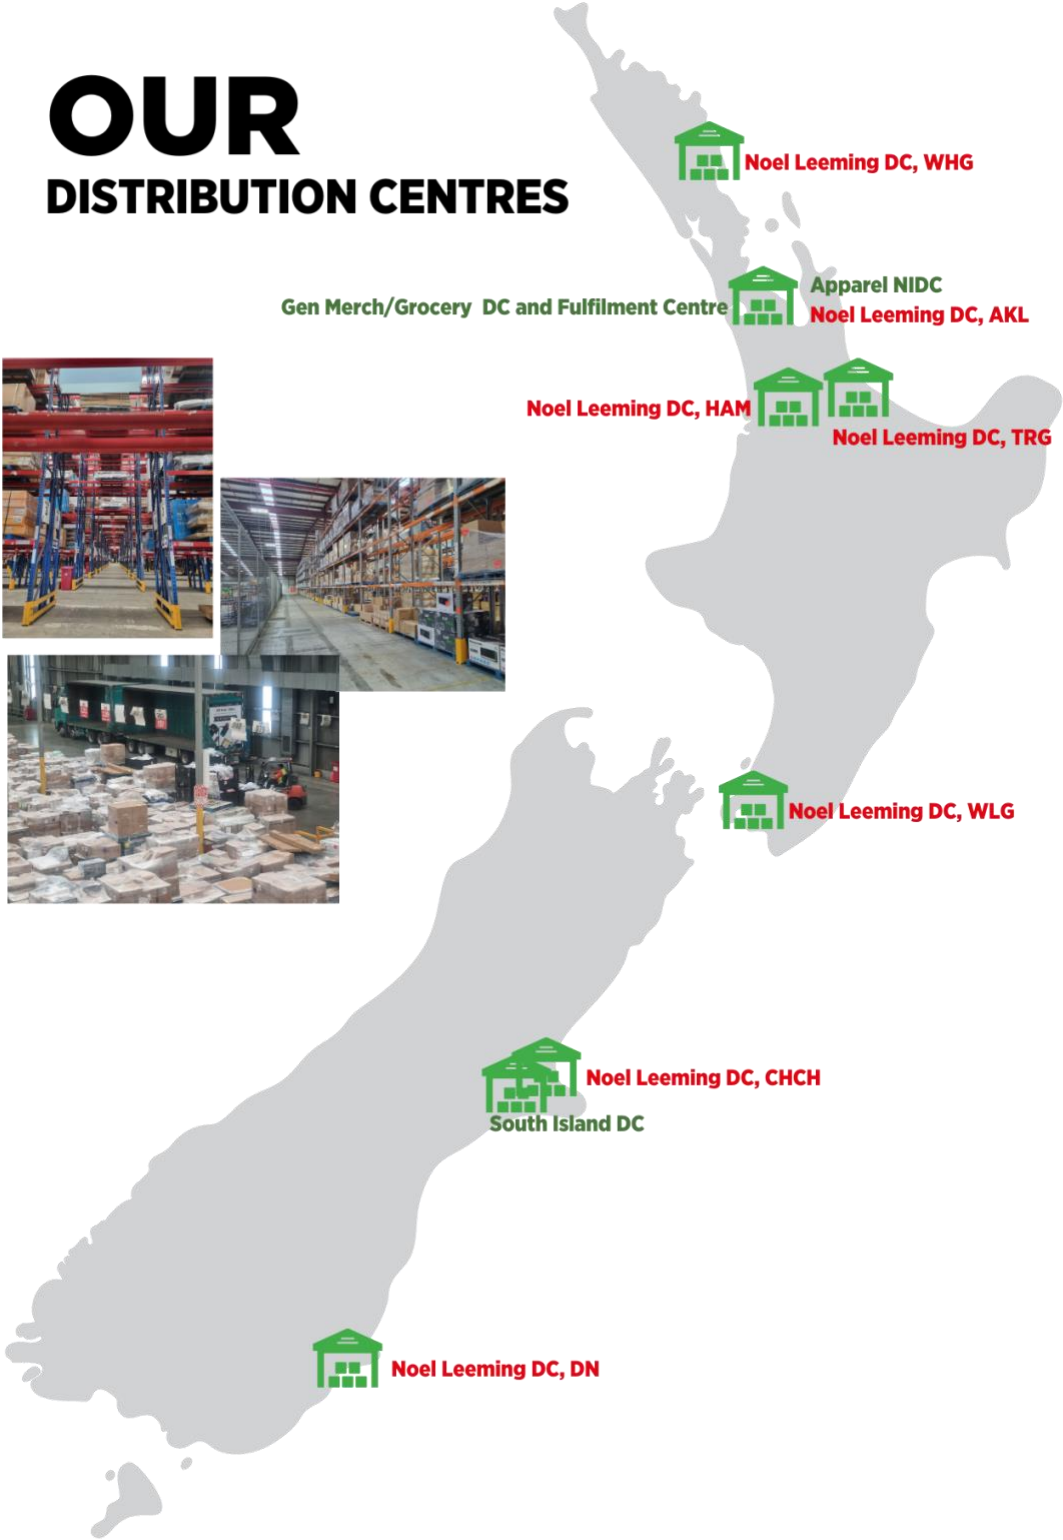 OUR
DISTRIBUTION CENTRES
Noel Leeming DC, WHG
Apparel NIDC
Gen Merch/Grocery  DC and Fulfilment Centre
Noel Leeming DC, AKL
Noel Leeming DC, HAM
Noel Leeming DC, TRG
Noel Leeming DC, WLG
Noel Leeming DC, CHCH
South Island DC
Noel Leeming DC, DN